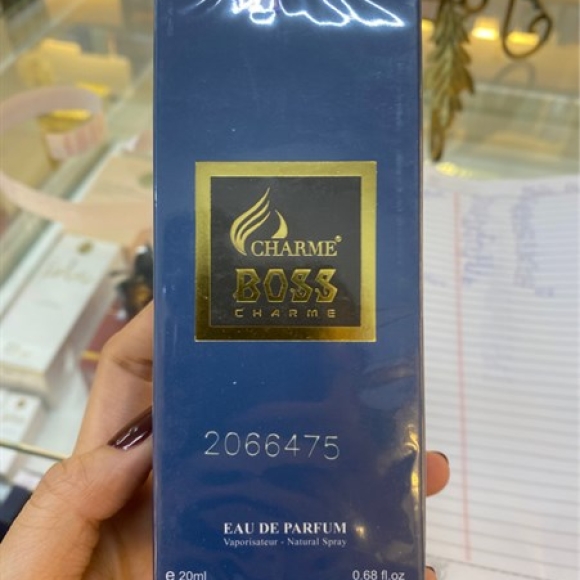 CHARME®
BOSS
CHARME
2066475
EAU DE PARFUM
Vaporisateur - Natural Spray
e 20ml 0.68 fl.oz